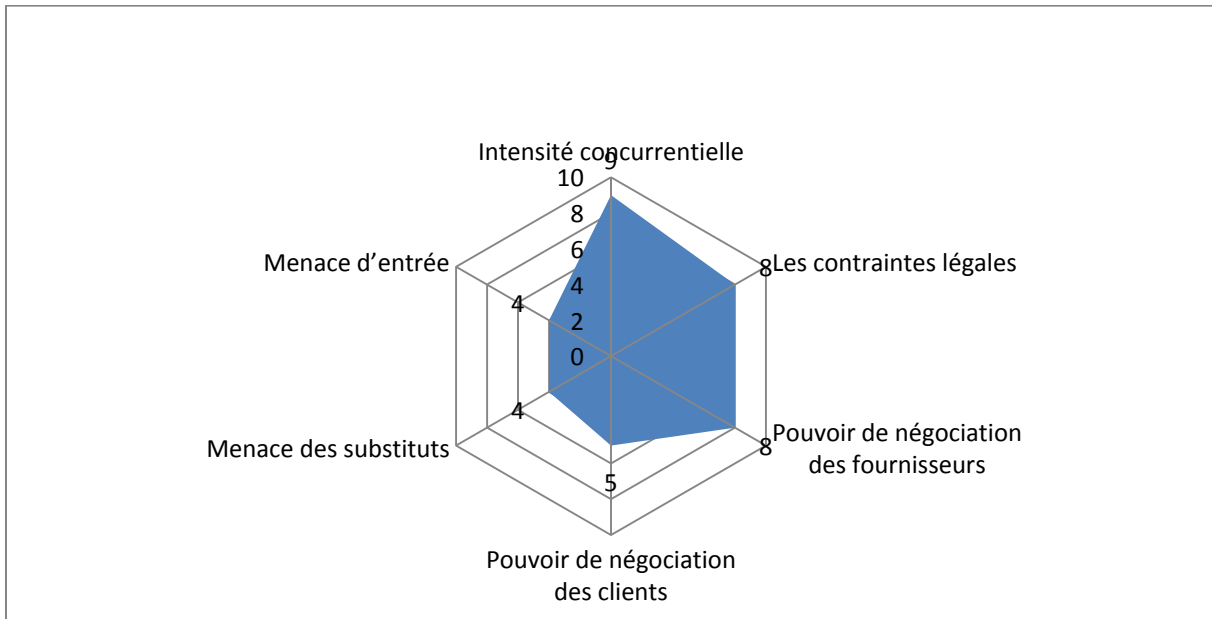 Intensité concurrentielle
9
10
8
6
4
2
0
Les contraintes légales
8
Pouvoir de négociation
des fournisseurs
8
Pouvoir de négociation
des clients
5
Menace des substituts
4
Menace d’entrée
4